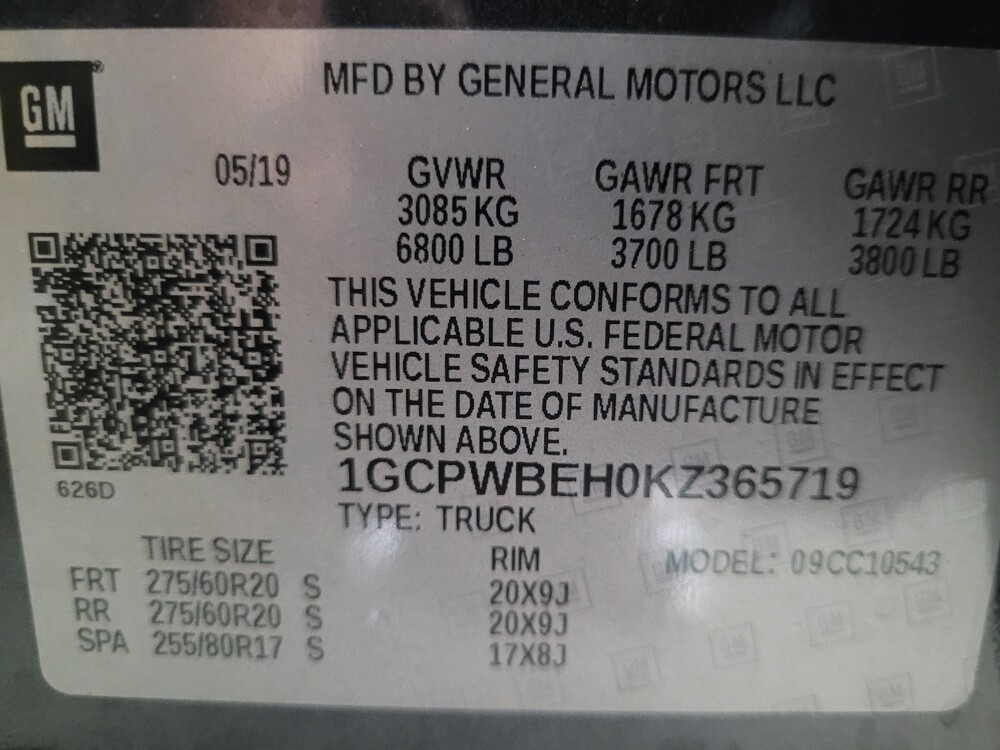 GM
MFD BY GENERAL MOTORS LLC
05/19
GVWR GAWR FRT GAWR RR
3085 KG 1678 KG 1724 KG
6800 LB 3700 LB 3800 LB
THIS VEHICLE CONFORMS TO ALL
APPLICABLE U.S. FEDERAL MOTOR
VEHICLE SAFETY STANDARDS IN EFFECT
ON THE DATE OF MANUFACTURE
SHOWN ABOVE.
626D
1GCPWBEH0KZ365719
TYPE: TRUCK
TIRE SIZE RIM MODEL: 09CC10543
FRT 275/60R20 S 20X9J
RR 275/60R20 S 20X9J
SPA 255/80R17 S 17X8J